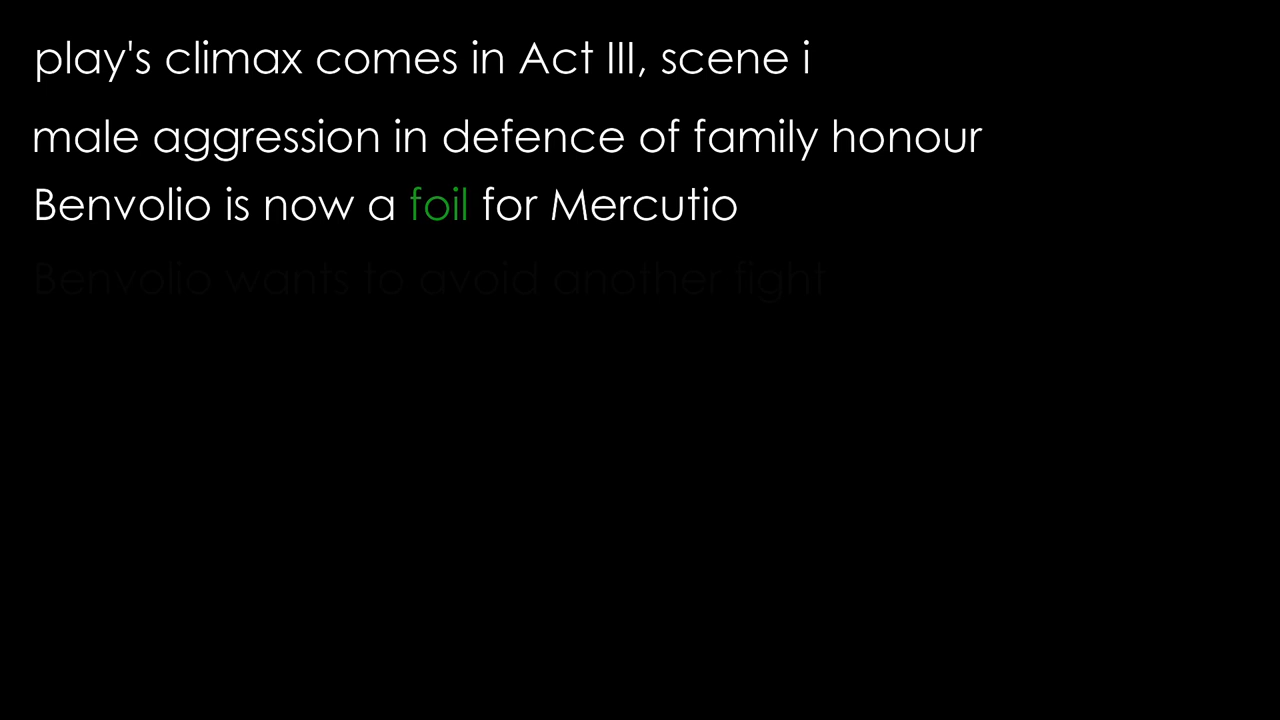 play's climax comes in Act III, scene i
male aggression in defence of family honour
Benvolio is now a foil for Mercutio
Benvolio wants to avoid another fight